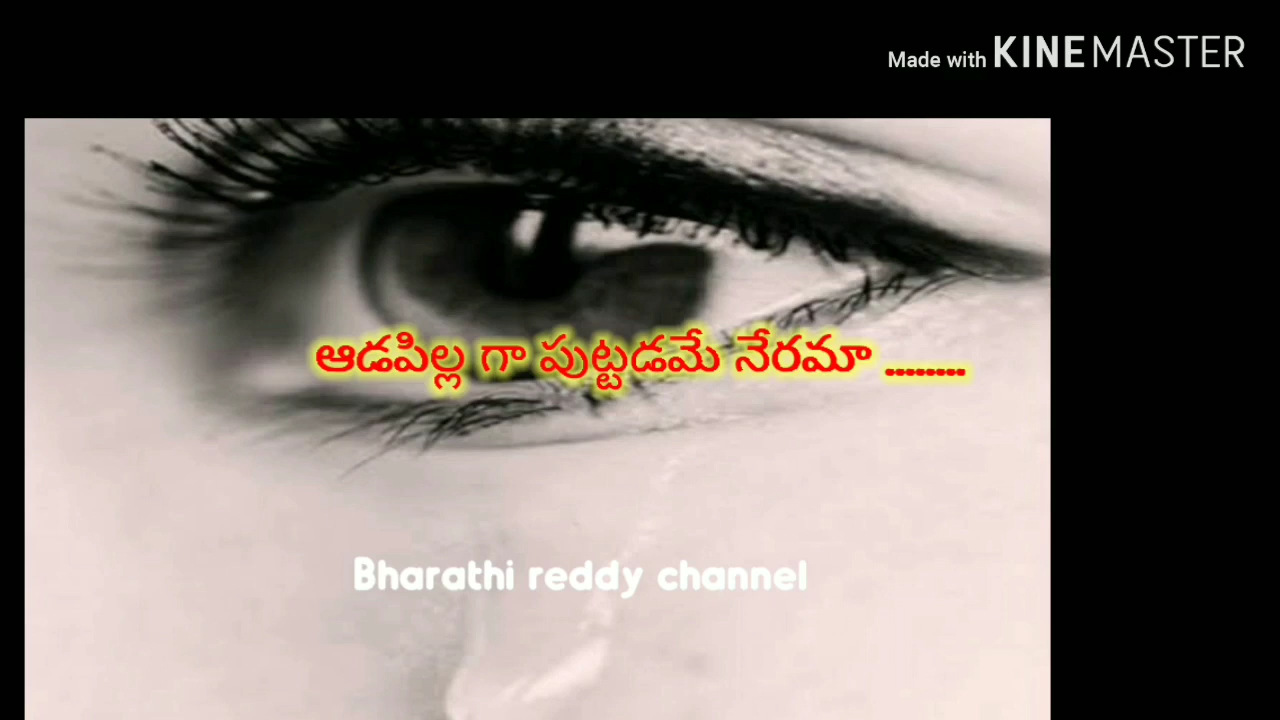 Made with KINEMASTER
ఆడపిల్ల గా పుట్టడమే నేరమా ........
Bharathi reddy channel